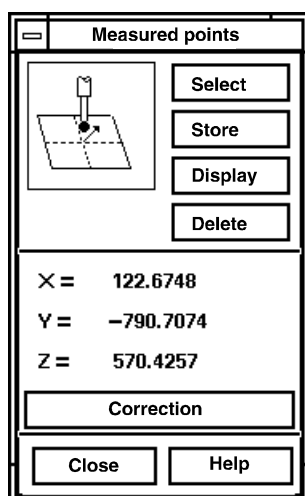 Measured points
Select
Store
Display
Delete
X = 122.6748
Y = -790.7074
Z = 570.4257
Correction
Close Help